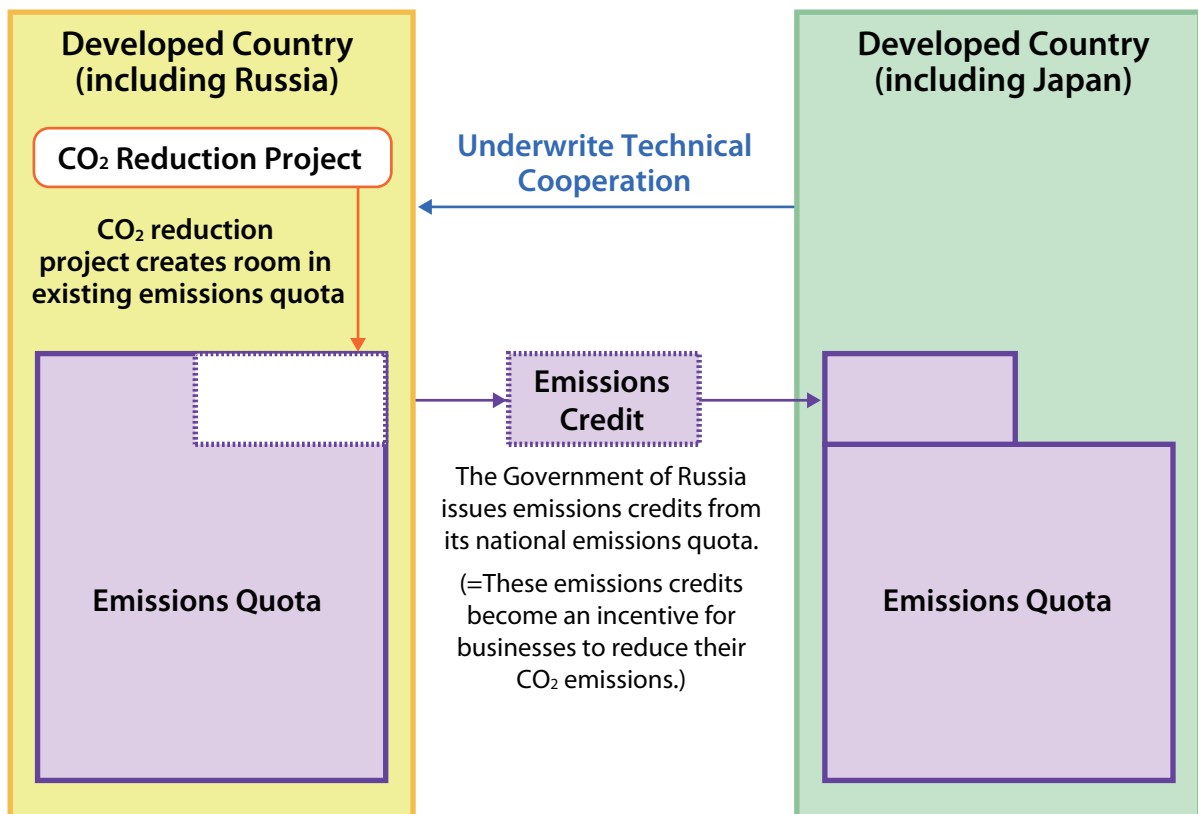 Developed Country
(including Russia)
CO₂ Reduction Project
CO₂ reduction
project creates room in
existing emissions quota
Emissions Quota
Underwrite Technical
Cooperation
Emissions
Credit
The Government of Russia
issues emissions credits from
its national emissions quota.
(=These emissions credits
become an incentive for
businesses to reduce their
CO₂ emissions.)
Developed Country
(including Japan)
Emissions Quota